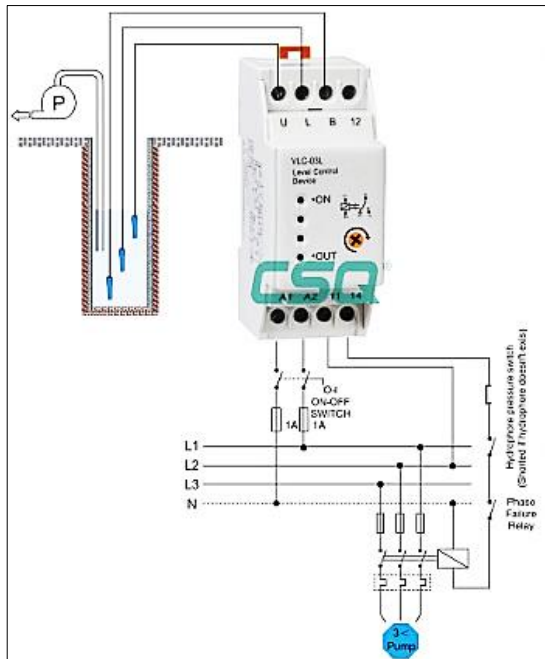 P
U L B 12
VLC-03L
Level Control
Device
•ON
•OUT
CSQ
A1 A2 11 14
ON-OFF
SWITCH
1A 1A
L1
L2
L3
N
Hydrophore pressure switch
(Shorted if hydrophore doesn't exist)
Phase
Failure
Relay
3<
Pump